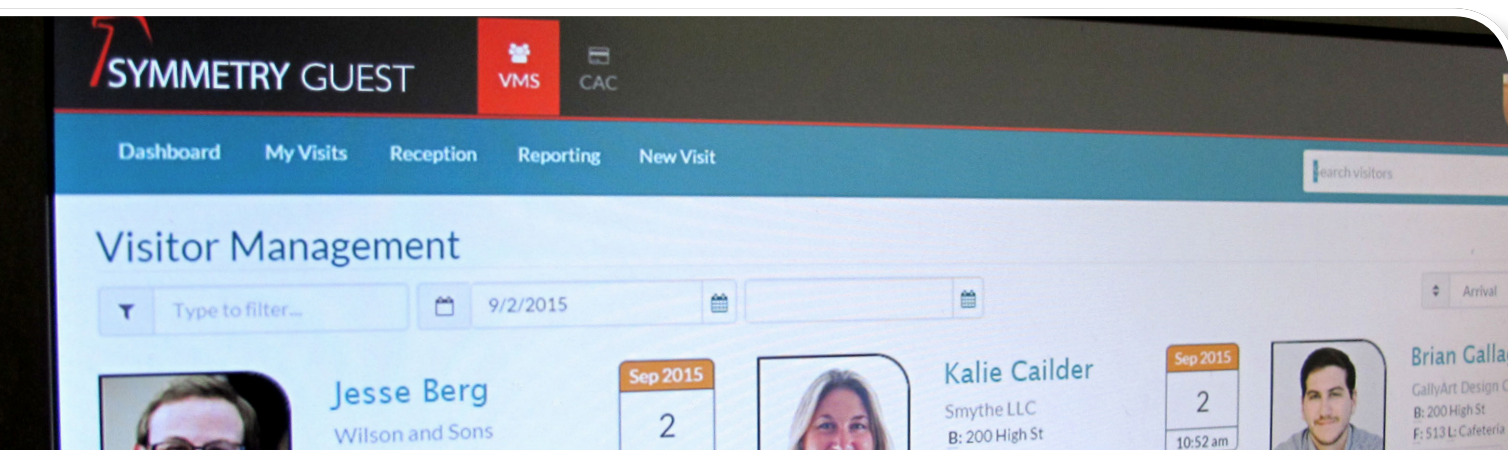 SYMMETRY GUEST
VMS
CAC
Dashboard My Visits Reception Reporting New Visit
earch visitors
Visitor Management
Type to filter...
9/2/2015
Arrival
Jesse Berg
Wilson and Sons
Sep 2015
2
Kalie Cailder
Smythe LLC
B: 200 High St
Sep 2015
2
10:52 am
Brian
GallyArt Design
B: 200 High St
F: 513 L: Cafeteria